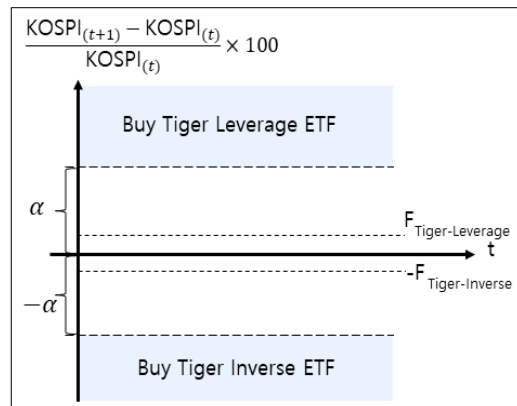 KOSPI₍ₜ₊₁₎ − KOSPI₍ₜ₎
KOSPI₍ₜ₎
× 100
Buy Tiger Leverage ETF
α
F Tiger-Leverage
t
-F Tiger-Inverse
−α
Buy Tiger Inverse ETF